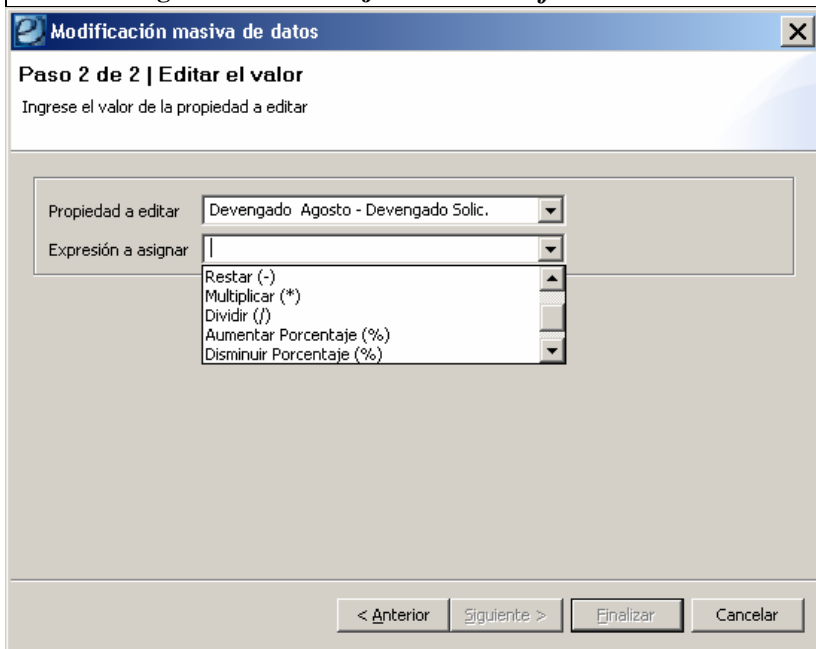 Modificación masiva de datos
Paso 2 de 2 | Editar el valor
Ingrese el valor de la propiedad a editar
Propiedad a editar Devengado Agosto - Devengado Solic.
Expresión a asignar
Restar (-)
Multiplicar (*)
Dividir (/)
Aumentar Porcentaje (%)
Disminuir Porcentaje (%)
< Anterior Siguiente > Finalizar Cancelar